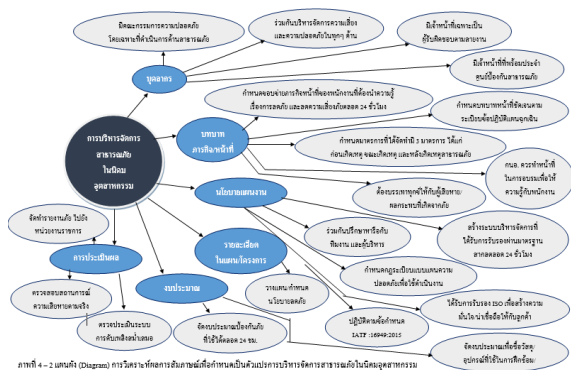 มีคณะกรรมการความปลอดภัย
โดยเฉพาะที่ดำเนินการด้านสาธารณภัย
ร่วมกันบริหารจัดการความเสี่ยง
และความปลอดภัยในทุกๆ ด้าน
มีเจ้าหน้าที่เฉพาะเป็น
ผู้รับผิดชอบตามสายงาน
มีเจ้าหน้าที่ที่พร้อมประจำ
ศูนย์ป้องกันสาธารณภัย
บุคลากร
กำหนดขอบข่ายภารกิจหน้าที่ของพนักงานที่ต้องนำความรู้
เรื่องการลดภัย และลดความเสี่ยงภัยตลอด 24 ชั่วโมง
กำหนดบทบาทหน้าที่ชัดเจนตาม
ระเบียบข้อปฏิบัติแผนฉุกเฉิน
การบริหารจัดการ
สาธารณภัย
ในนิคม
อุตสาหกรรม
บทบาท
ภารกิจ/หน้าที่
กำหนดมาตรการที่ได้จัดทำมี 3 มาตรการ ได้แก่
ก่อนเกิดเหตุ ขณะเกิดเหตุ และหลังเกิดเหตุสาธารณภัย
กนอ. ควรทำหน้าที่
ในการอบรมเพื่อให้
ความรู้กับพนักงาน
ต้องบรรเทาทุกข์ให้กับผู้เสียหาย/
ผลกระทบที่เกิดจากภัย
นโยบายแผนงาน
จัดทำรายงานภัย ไปยัง
หน่วยงานราชการ
ร่วมกันปรึกษาหารือกับ
ทีมงาน และผู้บริหาร
สร้างระบบบริหารจัดการที่
ได้รับการรับรองผ่านมาตรฐาน
สากลตลอด 24 ชั่วโมง
รายละเอียด
ในแผน/โครงการ
การประเมินผล
กำหนดกฎระเบียบแบบแผนความ
ปลอดภัยเพื่อใช้ดำเนินงาน
งบประมาณ
วางแผน/กำหนด
นโยบายลดภัย
ตรวจสอบสถานการณ์
ความเสียหายตามจริง
ได้รับการรับรอง ISO เพื่อสร้างความ
มั่นใจ/น่าเชื่อถือให้กับลูกค้า
ตรวจประเมินระบบ
การดับเพลิงสม่ำเสมอ
จัดงบประมาณป้องกันภัย
ที่ใช้ได้ตลอด 24 ชม.
ปฏิบัติตามข้อกำหนด
IATF :16949:2015
จัดงบประมาณเพื่อซื้อวัสดุ/
อุปกรณ์ที่ใช้ในการฝึกซ้อม/
ภาพที่ 4 – 2 แผนผัง (Diagram) การวิเคราะห์ผลการสัมภาษณ์เพื่อกำหนดเป็นตัวแปรการบริหารจัดการสาธารณภัยในนิคมอุตสาหกรรม